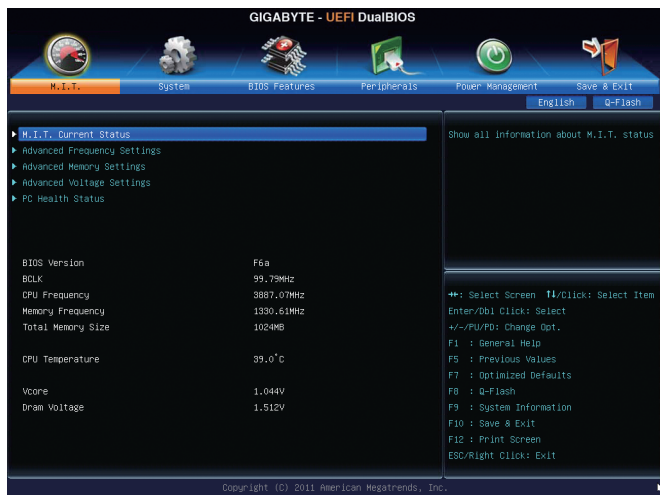 GIGABYTE - UEFI DualBIOS
M.I.T. System BIOS Features Peripherals Power Management Save & Exit
English Q-Flash
M.I.T. Current Status
Advanced Frequency Settings
Advanced Memory Settings
Advanced Voltage Settings
PC Health Status
BIOS Version F6a
BCLK 99.79MHz
CPU Frequency 3887.07MHz
Memory Frequency 1330.61MHz
Total Memory Size 1024MB
CPU Temperature 39.0°C
Vcore 1.044V
Dram Voltage 1.512V
Show all information about M.I.T. status
→←: Select Screen ↑↓/Click: Select Item
Enter/Dbl Click: Select
+/-/PU/PD: Change Opt.
F1 : General Help
F5 : Previous Values
F7 : Optimized Defaults
F8 : Q-Flash
F9 : System Information
F10 : Save & Exit
F12 : Print Screen
ESC/Right Click: Exit
Copyright (C) 2011 American Megatrends, Inc.